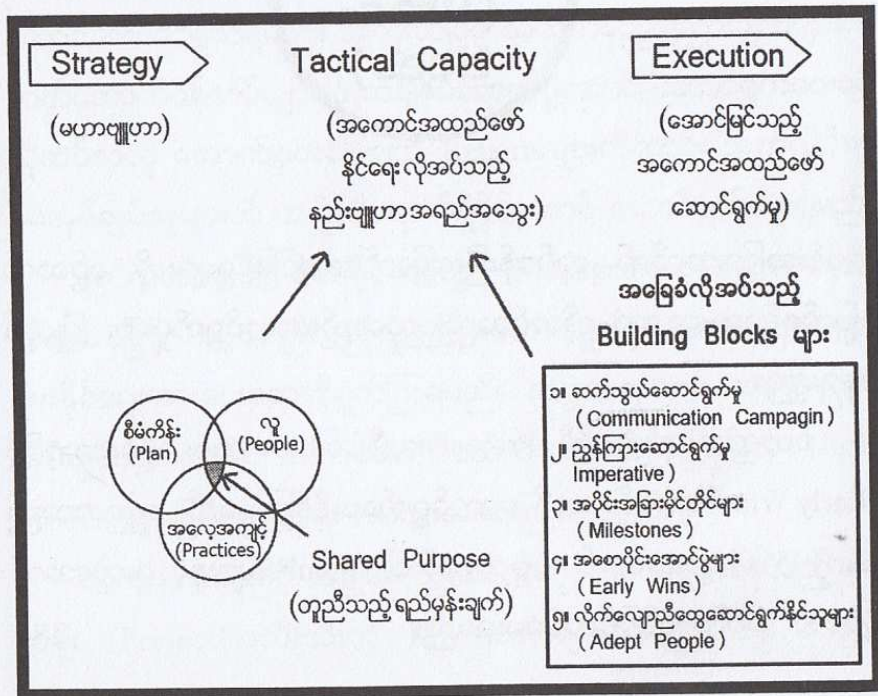 Strategy
(မဟာဗျူဟာ)
Tactical Capacity
(အကောင်အထည်ဖော်
နိုင်ရေး လိုအပ်သည့်
နည်းဗျူဟာ အရည်အသွေး)
Execution
(အောင်မြင်သည့်
အကောင်အထည်ဖော်
ဆောင်ရွက်မှု)
အခြေခံလိုအပ်သည့်
Building Blocks များ
၁။ ဆက်သွယ်ဆောင်ရွက်မှု
(Communication Campagin)
၂။ ညွှန်ကြားဆောင်ရွက်မှု
Imperative)
၃။ အပိုင်းအခြားမှိုင်တိုင်များ
(Milestones)
၄။ အစောပိုင်းအောင်ပွဲများ
(Early Wins)
၅။ လိုက်လျောညီထွေဆောင်ရွက်နိုင်သူများ
(Adept People)
စီမံကိန်း
(Plan)
လူ
(People)
အလေ့အကျင့်
(Practices)
Shared Purpose
(တူညီသည့် ရည်မှန်းချက်)